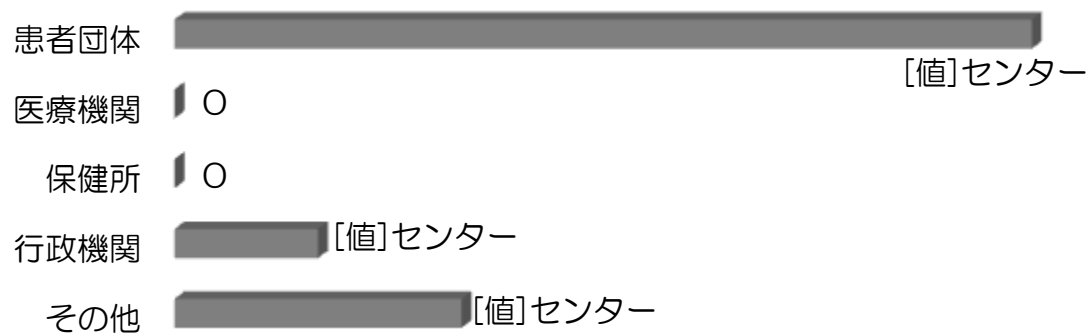 患者団体
[値]センター
医療機関 0
保健所 0
行政機関 [値]センター
その他 [値]センター